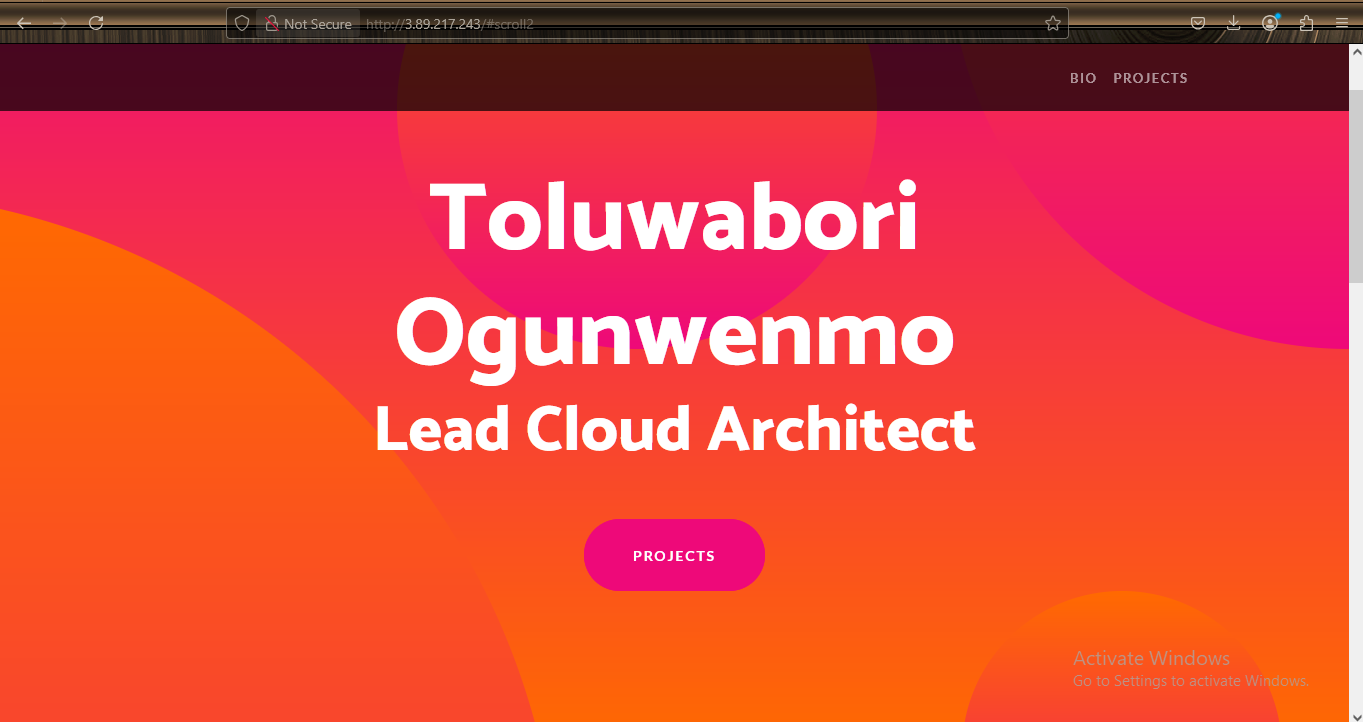 Not Secure http://3.89.217.243/#scroll2
BIO PROJECTS
Toluwabori
Ogunwenmo
Lead Cloud Architect
PROJECTS
Activate Windows
Go to Settings to activate Windows.